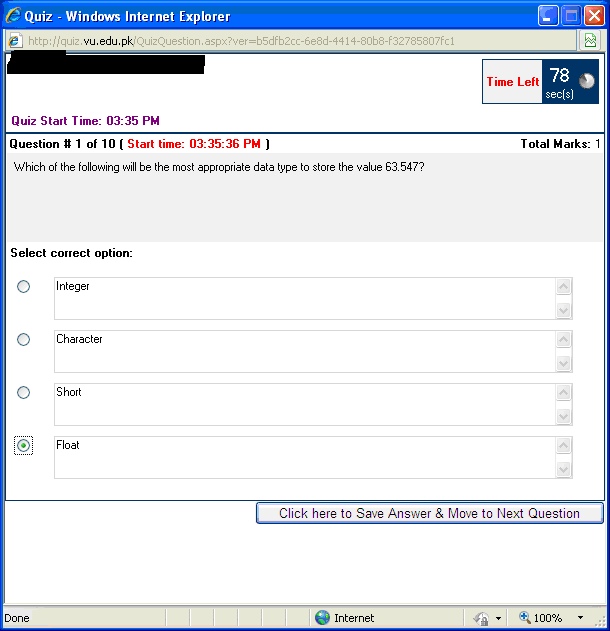 Quiz - Windows Internet Explorer
http://quiz.vu.edu.pk/QuizQuestion.aspx?ver=b5dfb2cc-6e8d-4414-80b8-f32785807fc1
Time Left 78 sec(s)
Quiz Start Time: 03:35 PM
Question # 1 of 10 ( Start time: 03:35:36 PM ) Total Marks: 1
Which of the following will be the most appropriate data type to store the value 63.547?
Select correct option:
Integer
Character
Short
Float
Click here to Save Answer & Move to Next Question
Done Internet 100%